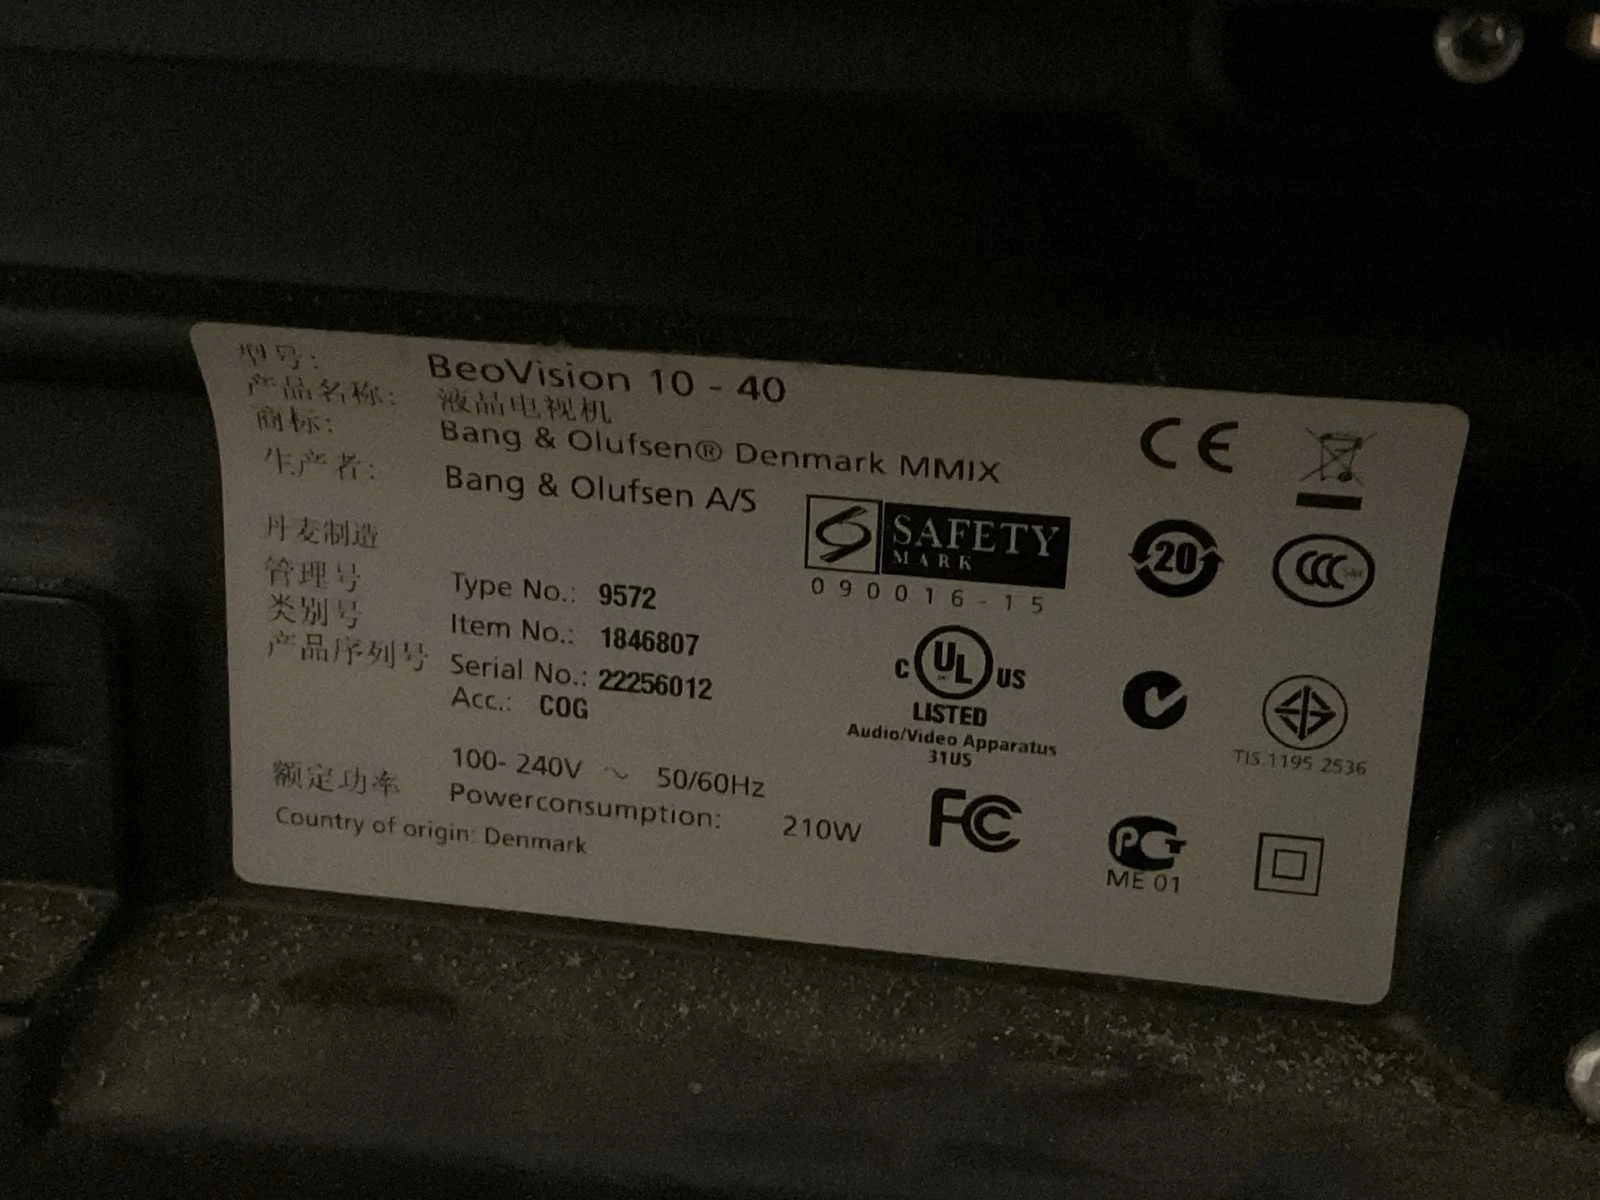 型号: BeoVision 10 - 40
产品名称: 液晶电视机
商标: Bang & Olufsen® Denmark MMIX
生产者: Bang & Olufsen A/S
丹麦制造
管理号 Type No.: 9572
类别号 Item No.: 1846807
产品序列号 Serial No.: 22256012
Acc.: COG
100- 240V ~ 50/60Hz
额定功率 Powerconsumption: 210W
Country of origin: Denmark
CE
SAFETY
MARK
090016-15
20
CCC
C UL US
LISTED
Audio/Video Apparatus
31US
TIS.1195 2536
FC
РСТ
ME 01